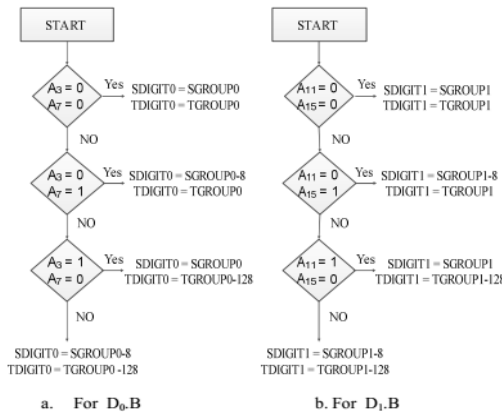 START
A3 = 0
A7 = 0
Yes
SDIGIT0 = SGROUP0
TDIGIT0 = TGROUP0
NO
A3 = 0
A7 = 1
Yes
SDIGIT0 = SGROUP0-8
TDIGIT0 = TGROUP0
NO
A3 = 1
A7 = 0
Yes
SDIGIT0 = SGROUP0
TDIGIT0 = TGROUP0-128
NO
SDIGIT0 = SGROUP0-8
TDIGIT0 = TGROUP0 -128
a. For D0.B
START
A11 = 0
A15 = 0
Yes
SDIGIT1 = SGROUP1
TDIGIT1 = TGROUP1
NO
A11 = 0
A15 = 1
Yes
SDIGIT1 = SGROUP1-8
TDIGIT1 = TGROUP1
NO
A11 = 1
A15 = 0
Yes
SDIGIT1 = SGROUP1
TDIGIT1 = TGROUP1-128
NO
SDIGIT1 = SGROUP1-8
TDIGIT1 = TGROUP1-128
b. For D1.B